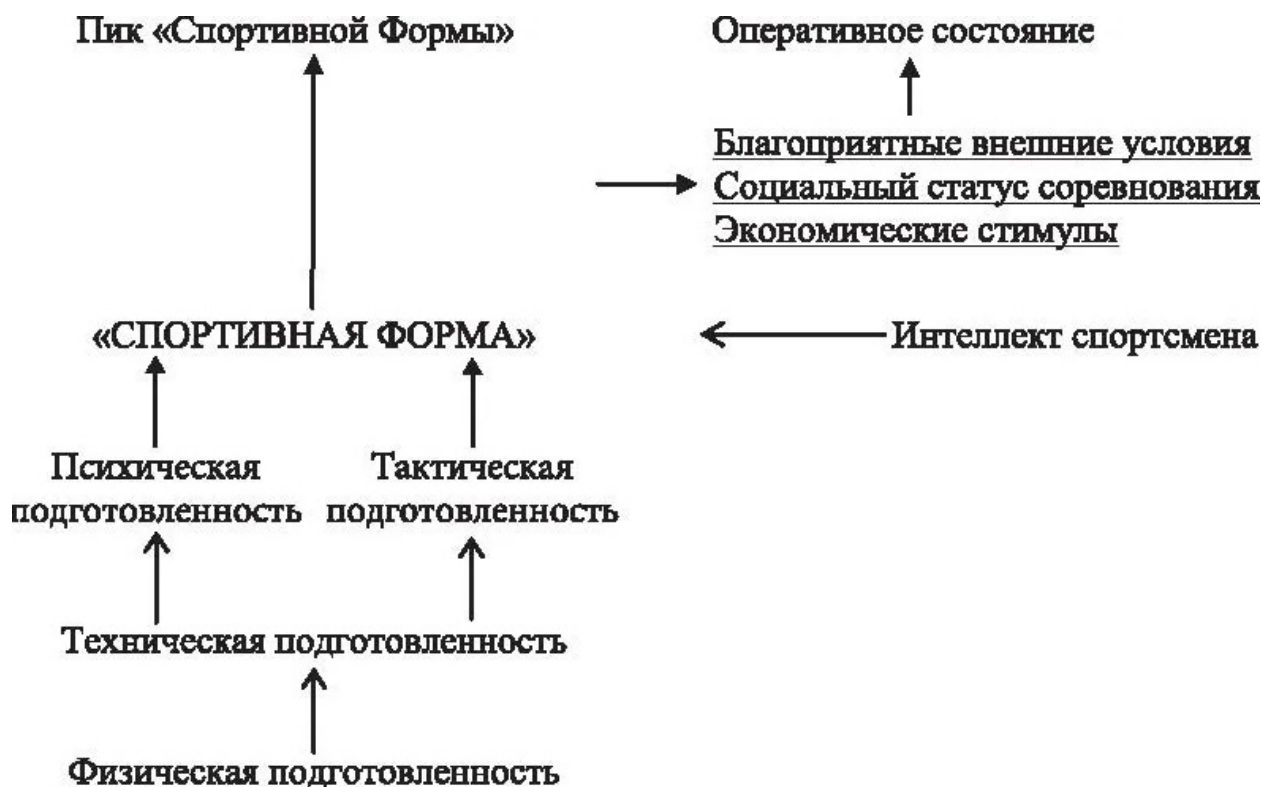 Пик «Спортивной Формы»
Оперативное состояние
Благоприятные внешние условия
Социальный статус соревнования
Экономические стимулы
«СПОРТИВНАЯ ФОРМА»
Интеллект спортсмена
Психическая
подготовленность
Тактическая
подготовленность
Техническая подготовленность
Физическая подготовленность